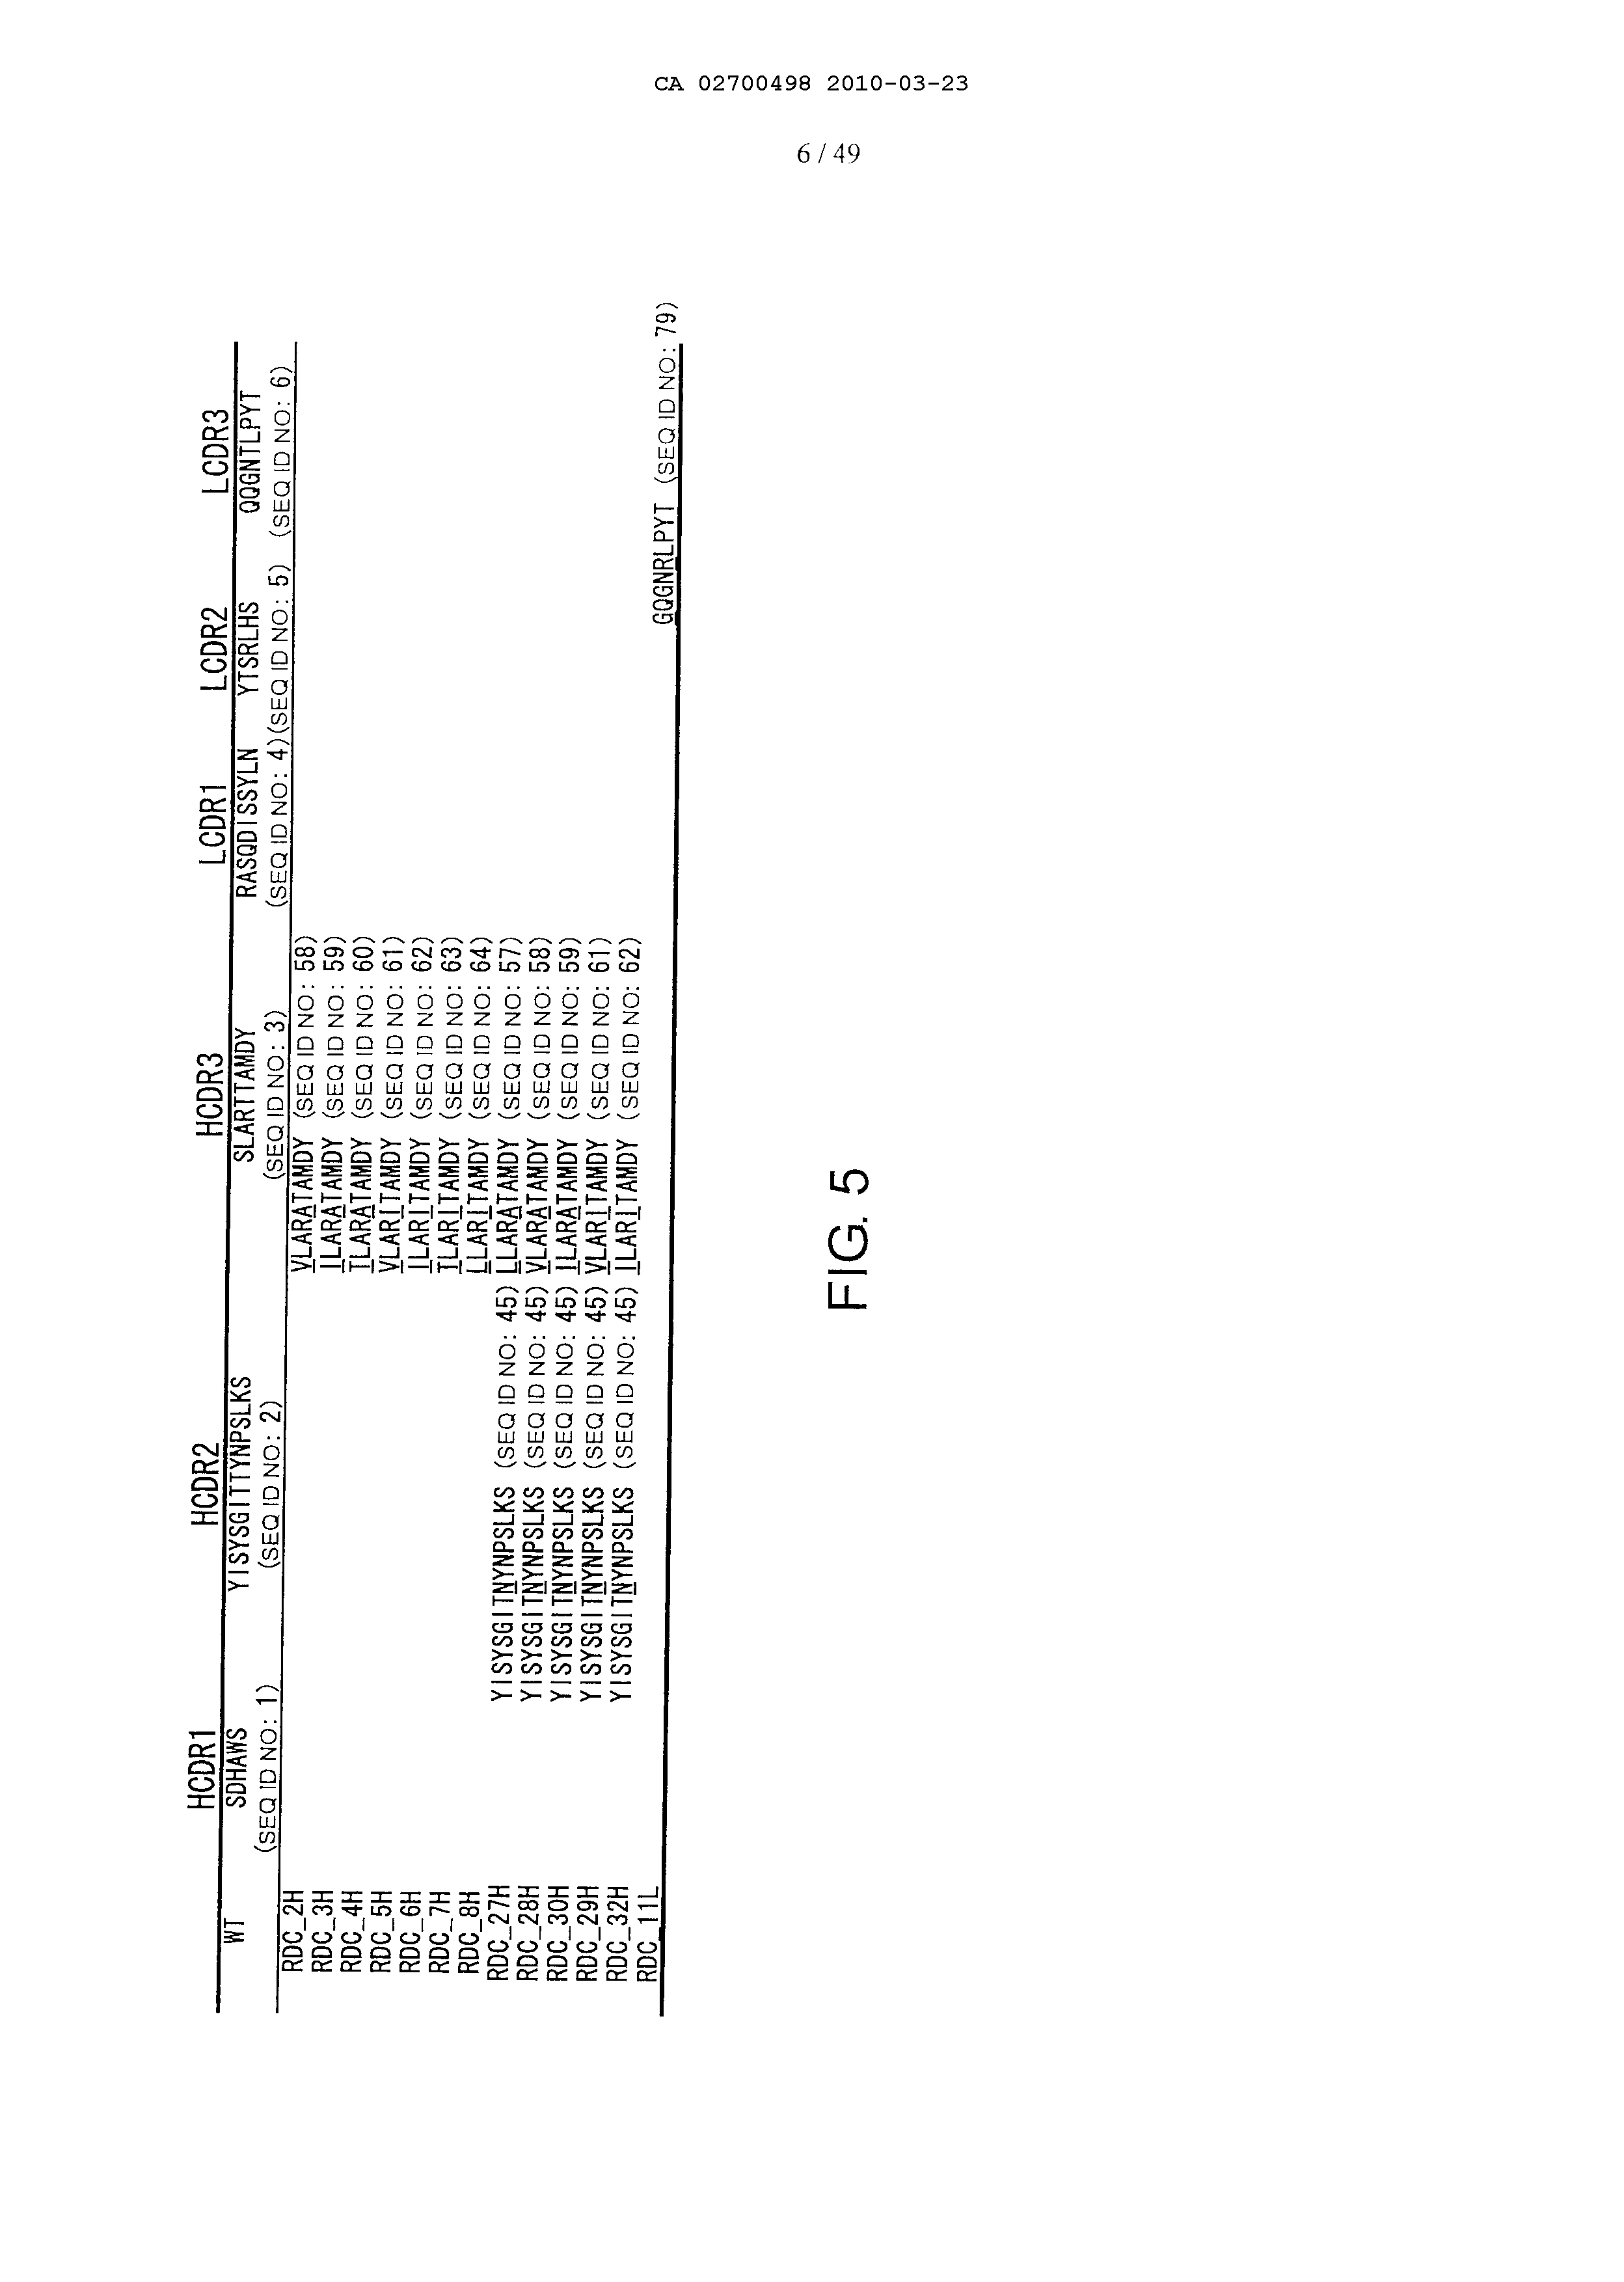 CA 02700498 2010-03-23
6 / 49
HCDR1 HCDR2 HCDR3 LCDR1 LCDR2 LCDR3
WT SDHAWS YISYSGITTYNPSLKS SLARTTAMDY RASQDISSYLN YTSRLHS QQGNTLPYT
(SEQ ID NO: 1) (SEQ ID NO: 2) (SEQ ID NO: 3) (SEQ ID NO: 4) (SEQ ID NO: 5) (SEQ ID NO: 6)
RDC_2H VLARATAMDY (SEQ ID NO: 58)
RDC_3H ILARATAMDY (SEQ ID NO: 59)
RDC_4H TLARATAMDY (SEQ ID NO: 60)
RDC_5H VLARITAMDY (SEQ ID NO: 61)
RDC_6H ILARITAMDY (SEQ ID NO: 62)
RDC_7H TLARITAMDY (SEQ ID NO: 63)
RDC_8H LLARITAMDY (SEQ ID NO: 64)
RDC_27H YISYSGITNYNPSLKS (SEQ ID NO: 45) LLARATAMDY (SEQ ID NO: 57)
RDC_28H YISYSGITNYNPSLKS (SEQ ID NO: 45) VLARATAMDY (SEQ ID NO: 58)
RDC_30H YISYSGITNYNPSLKS (SEQ ID NO: 45) ILARATAMDY (SEQ ID NO: 59)
RDC_29H YISYSGITNYNPSLKS (SEQ ID NO: 45) VLARITAMDY (SEQ ID NO: 61)
RDC_32H YISYSGITNYNPSLKS (SEQ ID NO: 45) ILARITAMDY (SEQ ID NO: 62)
RDC_11L GQGNRLPYT (SEQ ID NO: 79)
FIG. 5